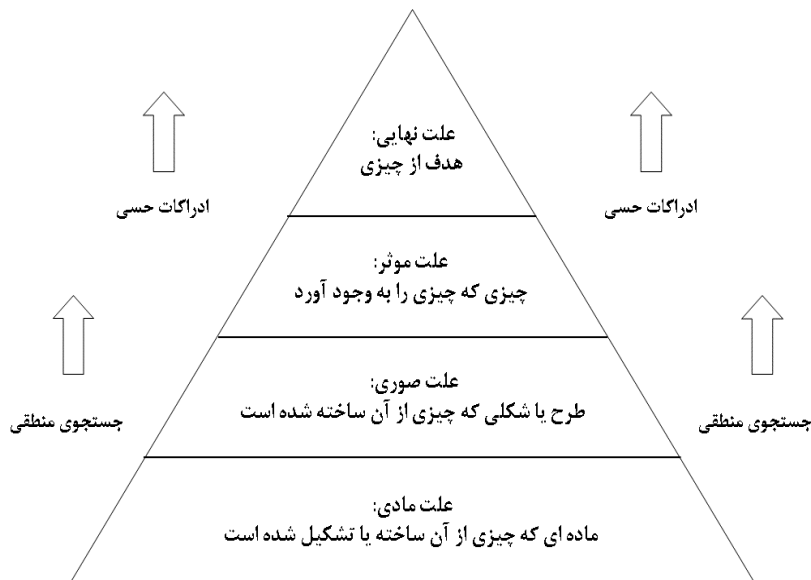 علت نهایی:
هدف از چیزی
ادراکات حسی
ادراکات حسی
علت موثر:
چیزی که چیزی را به وجود آورد
علت صوری:
طرح یا شکلی که چیزی از آن ساخته شده است
جستجوی منطقی
جستجوی منطقی
علت مادی:
ماده ای که چیزی از آن ساخته یا تشکیل شده است